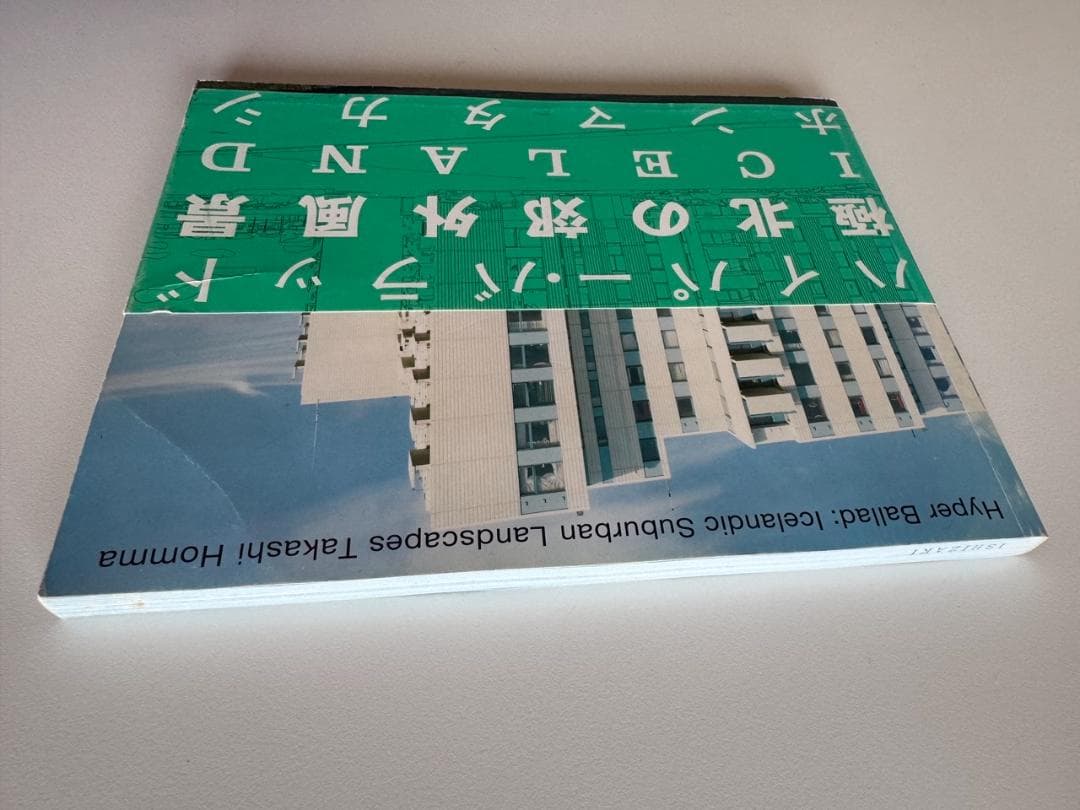 Hyper Ballad: Icelandic Suburban Landscapes Takashi Homma
ハイパー・バラッド
極北の郊外風景
ICELAND
ホンマタカシ
ISHIZAKI